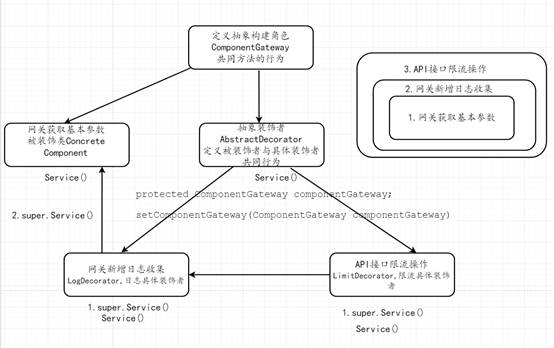 定义抽象构建角色
ComponentGateway
共同方法的行为
3.API接口限流操作
2.网关新增日志收集
1.网关获取基本参数
网关获取基本参数
被装饰类Concrete
Component
Service()
抽象装饰者
AbstractDecorator
定义被装饰者与具体装饰者
共同行为
Service()
protected ComponentGateway componentGateway;
setComponentGateway(ComponentGateway componentGateway)
2.super.Service()
网关新增日志收集
LogDecorator,日志具体装饰者
1.super.Service()
Service()
API接口限流操作
LimitDecorator,限流具体装饰
者
1.super.Service()
Service()